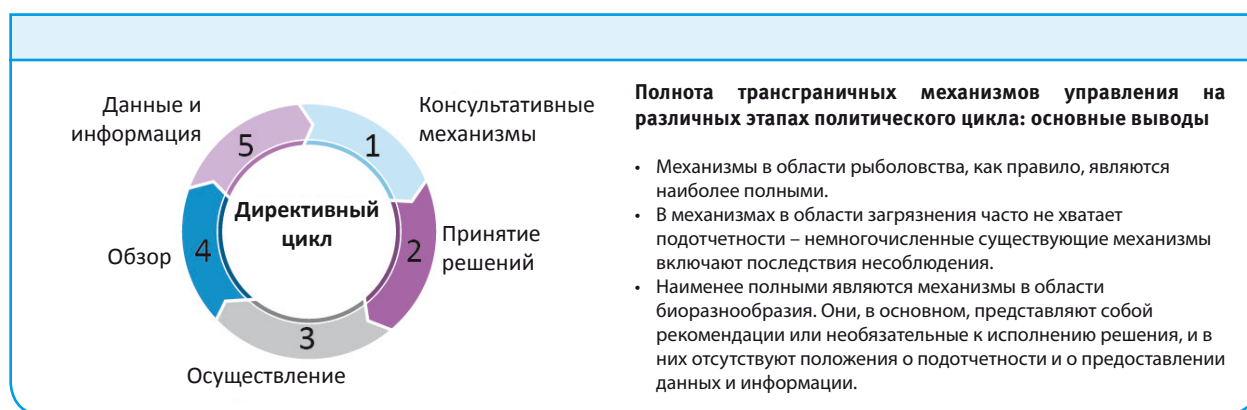 Данные и
информация
Консультативные
механизмы
5
1
Директивный
цикл
Обзор
4
2
Принятие
решений
3
Осуществление
Полнота трансграничных механизмов управления на
различных этапах политического цикла: основные выводы
• Механизмы в области рыболовства, как правило, являются
наиболее полными.
• В механизмах в области загрязнения часто не хватает
подотчетности – немногочисленные существующие механизмы
включают последствия несоблюдения.
• Наименее полными являются механизмы в области
биоразнообразия. Они, в основном, представляют собой
рекомендации или необязательные к исполнению решения, и в
них отсутствуют положения о подотчетности и о предоставлении
данных и информации.